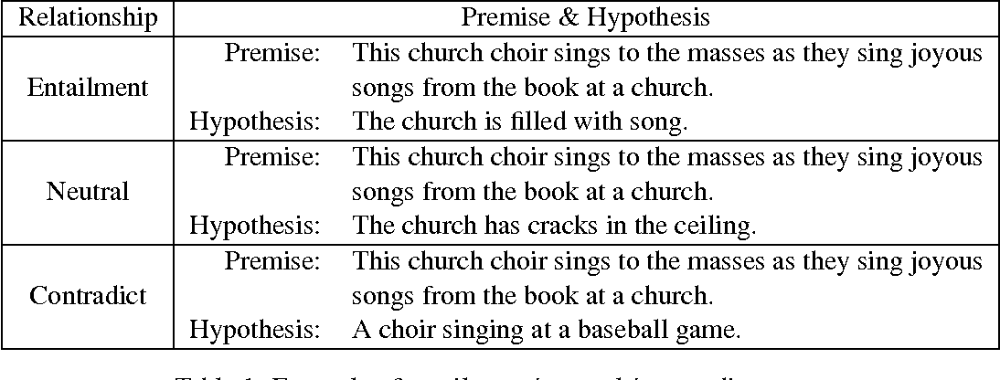 Relationship Premise & Hypothesis
Premise: This church choir sings to the masses as they sing joyous
Entailment songs from the book at a church.
Hypothesis: The church is filled with song.
Premise: This church choir sings to the masses as they sing joyous
Neutral songs from the book at a church.
Hypothesis: The church has cracks in the ceiling.
Premise: This church choir sings to the masses as they sing joyous
Contradict songs from the book at a church.
Hypothesis: A choir singing at a baseball game.